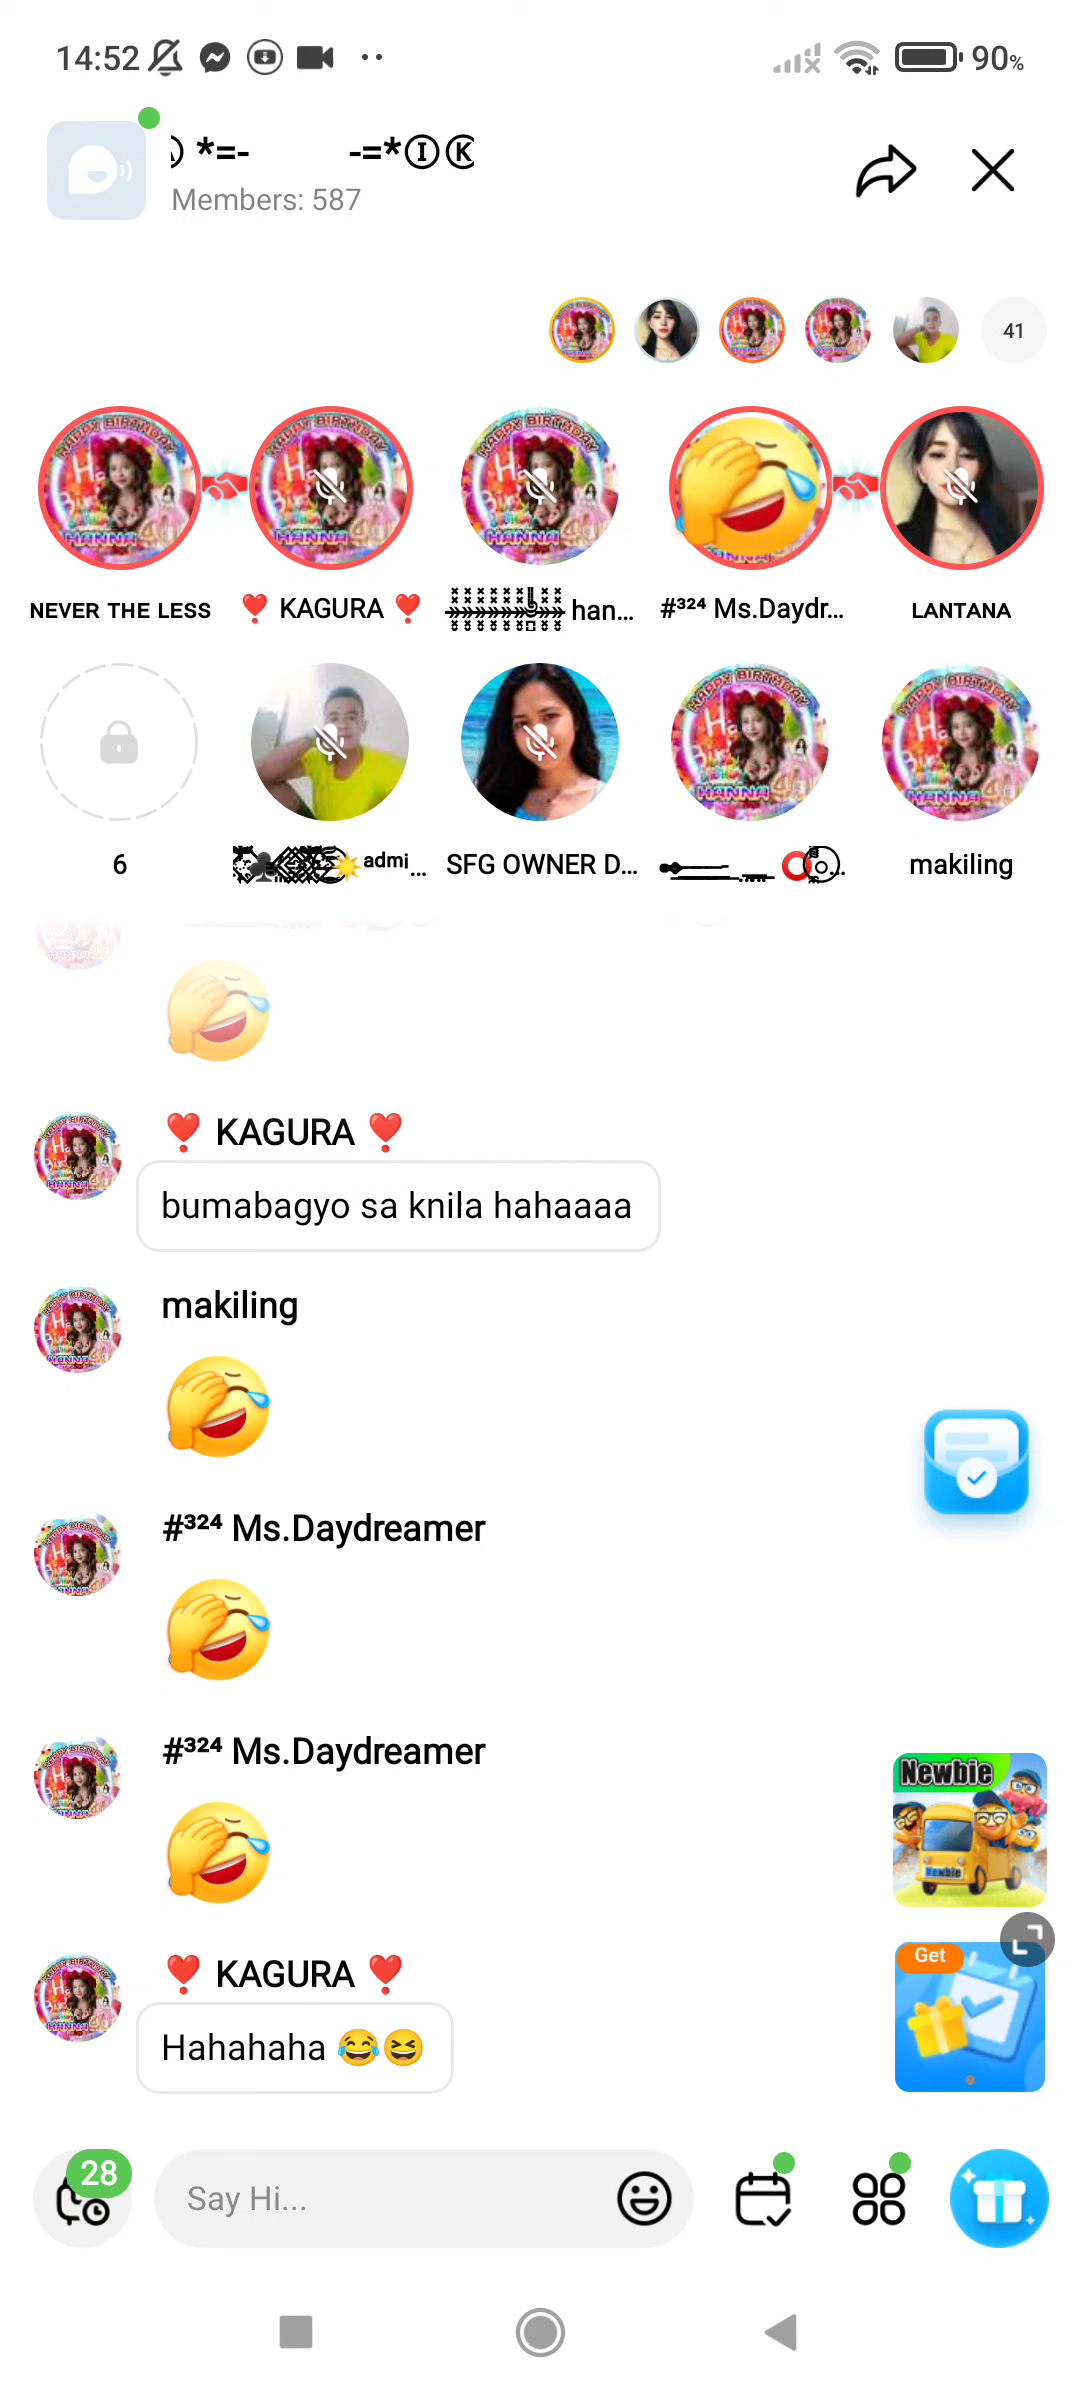 14:52 90%
*=- -=*ⒾⓀ
Members: 587
41
NEVER THE LESS ❣️ KAGURA ❣️ han... #³²⁴ Ms.Daydr... LANTANA
6 ᵃᵈᵐⁱ... SFG OWNER D... makiling
❣️ KAGURA ❣️
bumabagyo sa knila hahaaaa
makiling
#³²⁴ Ms.Daydreamer
#³²⁴ Ms.Daydreamer
Newbie
Newbie
❣️ KAGURA ❣️
Get
Hahahaha 😂😆
28
Say Hi...